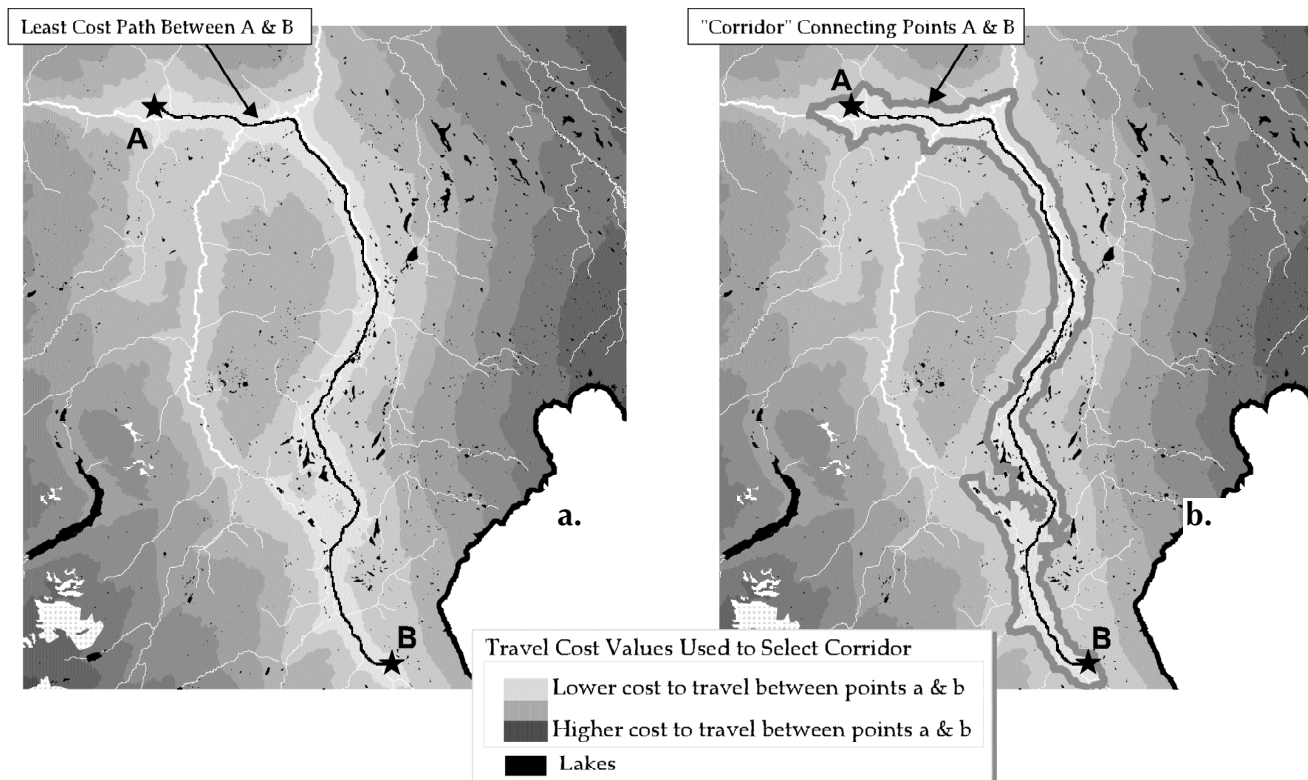 Least Cost Path Between A & B
"Corridor" Connecting Points A & B
A
A
a.
b.
B
B
Travel Cost Values Used to Select Corridor
Lower cost to travel between points a & b
Higher cost to travel between points a & b
Lakes